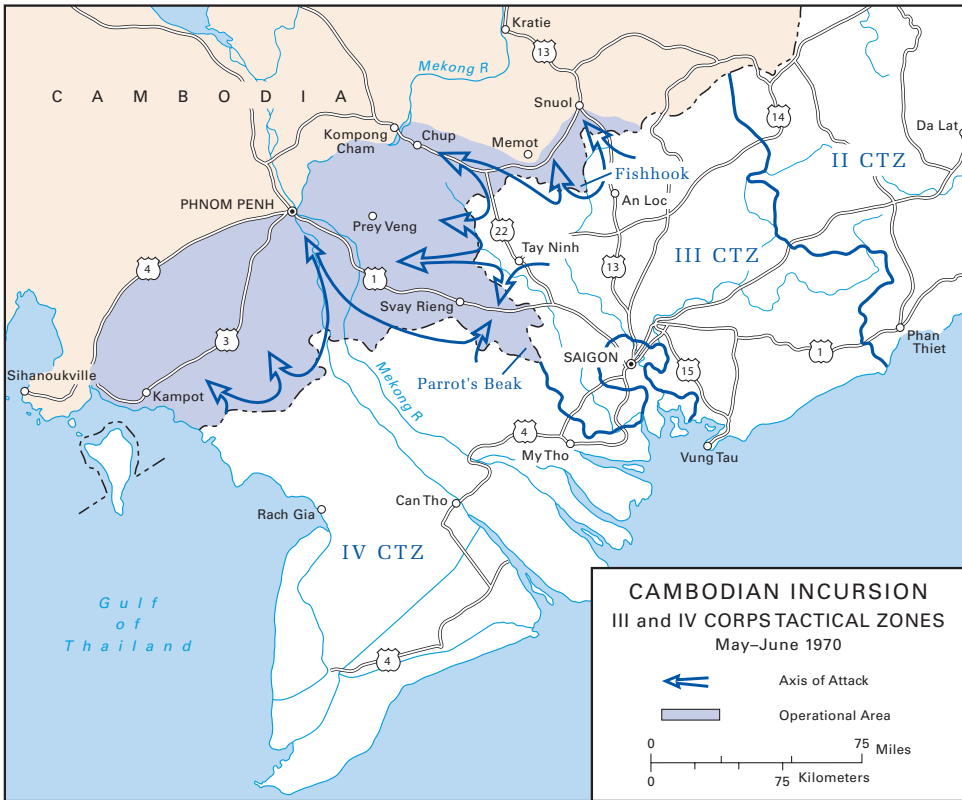 Kratie
13
Mekong R
CAMBODIA
Snuol
14
Kompong
Cham
Chup
Memot
Da Lat
II CTZ
Fishhook
PHNOM PENH
An Loc
Prey Veng
22
Tay Ninh
III CTZ
4
1
13
Svay Rieng
3
Phan
Thiet
SAIGON
1
Sihanoukville
Kampot
Parrot's Beak
15
Mekong R
4
My Tho
Vung Tau
Can Tho
Rach Gia
IV CTZ
Gulf
of
Thailand
4
CAMBODIAN INCURSION
III and IV CORPS TACTICAL ZONES
May–June 1970
Axis of Attack
Operational Area
0 75 Miles
0 75 Kilometers